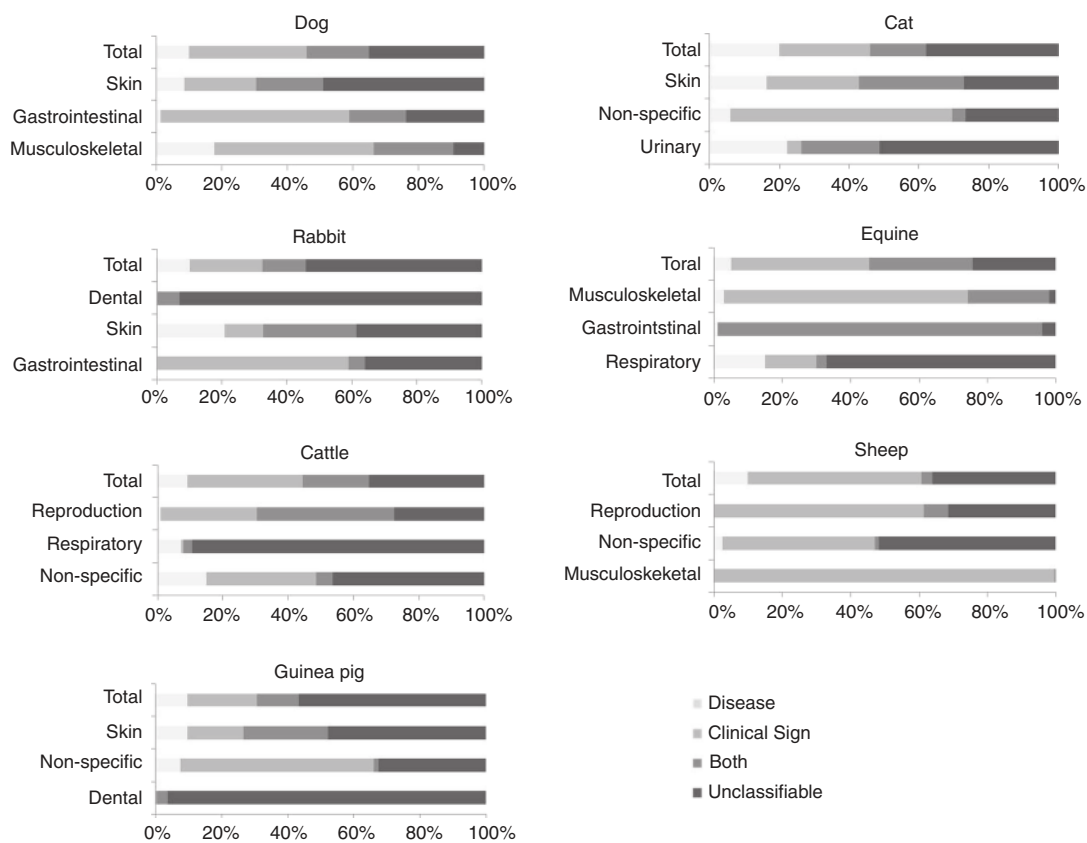 Dog
Total
Skin
Gastrointestinal
Musculoskeletal
0% 20% 40% 60% 80% 100%
Cat
Total
Skin
Non-specific
Urinary
0% 20% 40% 60% 80% 100%
Rabbit
Total
Dental
Skin
Gastrointestinal
0% 20% 40% 60% 80% 100%
Equine
Toral
Musculoskeletal
Gastrointstinal
Respiratory
0% 20% 40% 60% 80% 100%
Cattle
Total
Reproduction
Respiratory
Non-specific
0% 20% 40% 60% 80% 100%
Sheep
Total
Reproduction
Non-specific
Musculoskeketal
0% 20% 40% 60% 80% 100%
Guinea pig
Total
Skin
Non-specific
Dental
0% 20% 40% 60% 80% 100%
Disease
Clinical Sign
Both
Unclassifiable